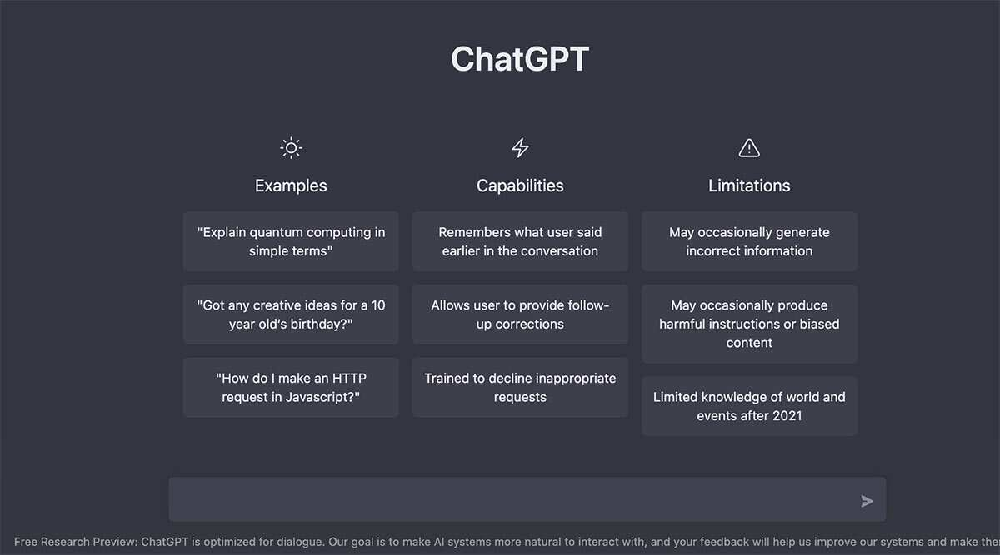 ChatGPT
Examples
"Explain quantum computing in
simple terms"
"Got any creative ideas for a 10
year old’s birthday?"
"How do I make an HTTP
request in Javascript?"
Capabilities
Remembers what user said
earlier in the conversation
Allows user to provide follow-
up corrections
Trained to decline inappropriate
requests
Limitations
May occasionally generate
incorrect information
May occasionally produce
harmful instructions or biased
content
Limited knowledge of world and
events after 2021
Free Research Preview: ChatGPT is optimized for dialogue. Our goal is to make AI systems more natural to interact with, and your feedback will help us improve our systems and make the